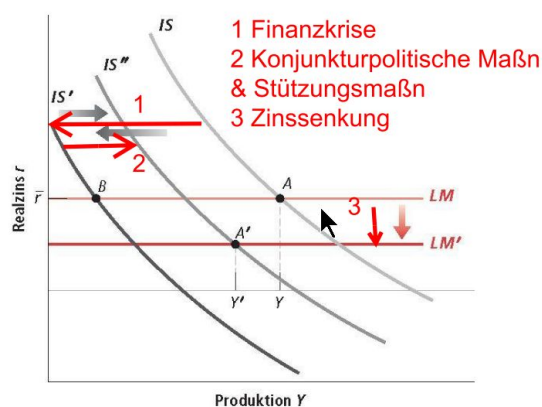 IS
1 Finanzkrise
2 Konjunkturpolitische Maßn
& Stützungsmaßn
3 Zinssenkung
IS″
IS′
1
2
Realzins r
r̅
B
A
3
LM
A′
LM′
Y′
Y
Produktion Y